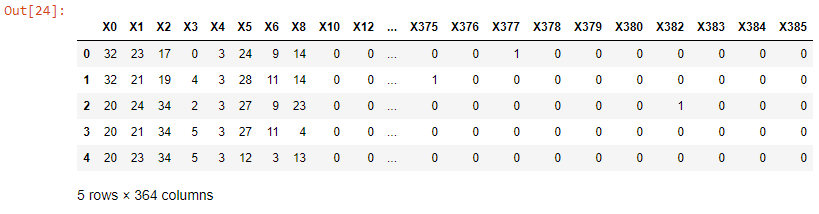 Out[24]:
X0 X1 X2 X3 X4 X5 X6 X8 X10 X12 ... X375 X376 X377 X378 X379 X380 X382 X383 X384 X385
0 32 23 17 0 3 24 9 14 0 0 ... 0 0 1 0 0 0 0 0 0 0
1 32 21 19 4 3 28 11 14 0 0 ... 1 0 0 0 0 0 0 0 0 0
2 20 24 34 2 3 27 9 23 0 0 ... 0 0 0 0 0 0 1 0 0 0
3 20 21 34 5 3 27 11 4 0 0 ... 0 0 0 0 0 0 0 0 0 0
4 20 23 34 5 3 12 3 13 0 0 ... 0 0 0 0 0 0 0 0 0 0
5 rows × 364 columns